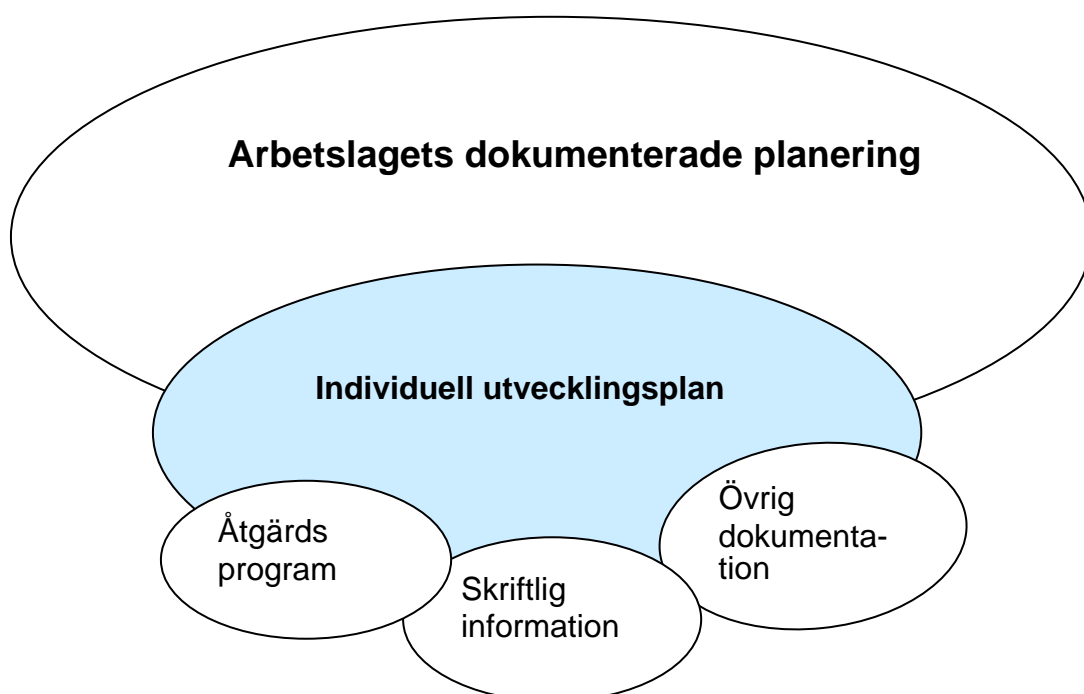 Arbetslagets dokumenterade planering
Individuell utvecklingsplan
Åtgärds
program
Skriftlig
information
Övrig
dokumenta-
tion